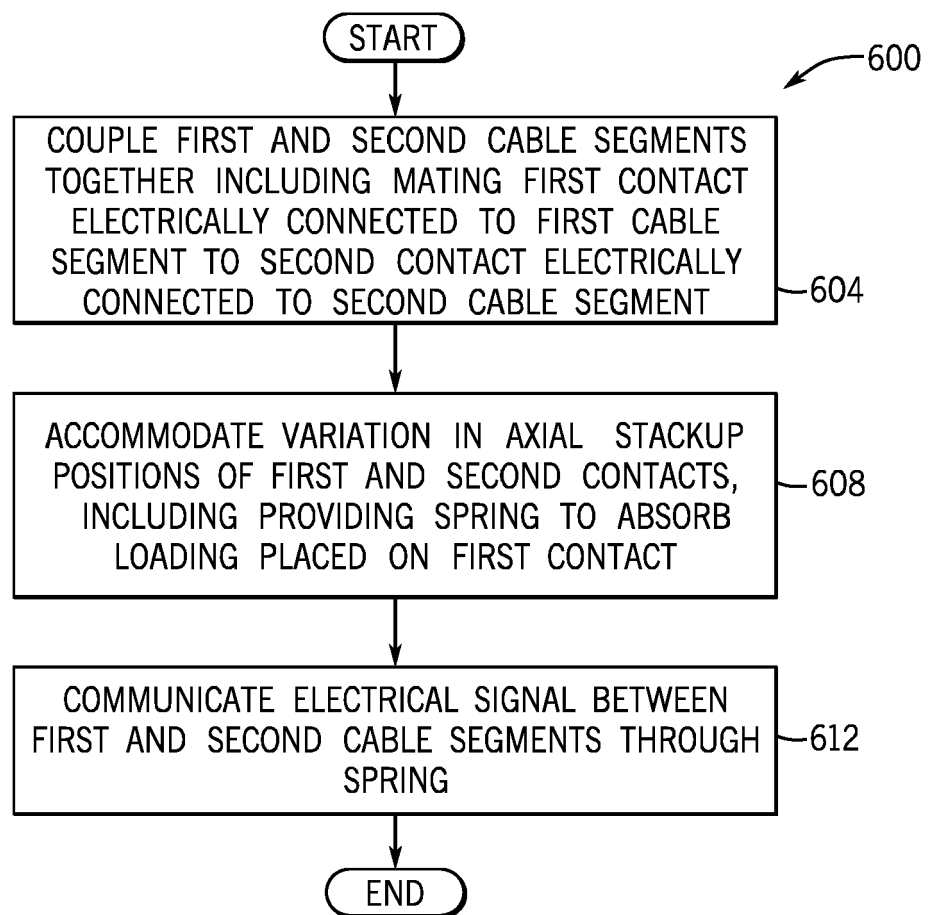 START
600
COUPLE FIRST AND SECOND CABLE SEGMENTS
TOGETHER INCLUDING MATING FIRST CONTACT
ELECTRICALLY CONNECTED TO FIRST CABLE
SEGMENT TO SECOND CONTACT ELECTRICALLY
CONNECTED TO SECOND CABLE SEGMENT
604
ACCOMMODATE VARIATION IN AXIAL STACKUP
POSITIONS OF FIRST AND SECOND CONTACTS,
INCLUDING PROVIDING SPRING TO ABSORB
LOADING PLACED ON FIRST CONTACT
608
COMMUNICATE ELECTRICAL SIGNAL BETWEEN
FIRST AND SECOND CABLE SEGMENTS THROUGH
SPRING
612
END